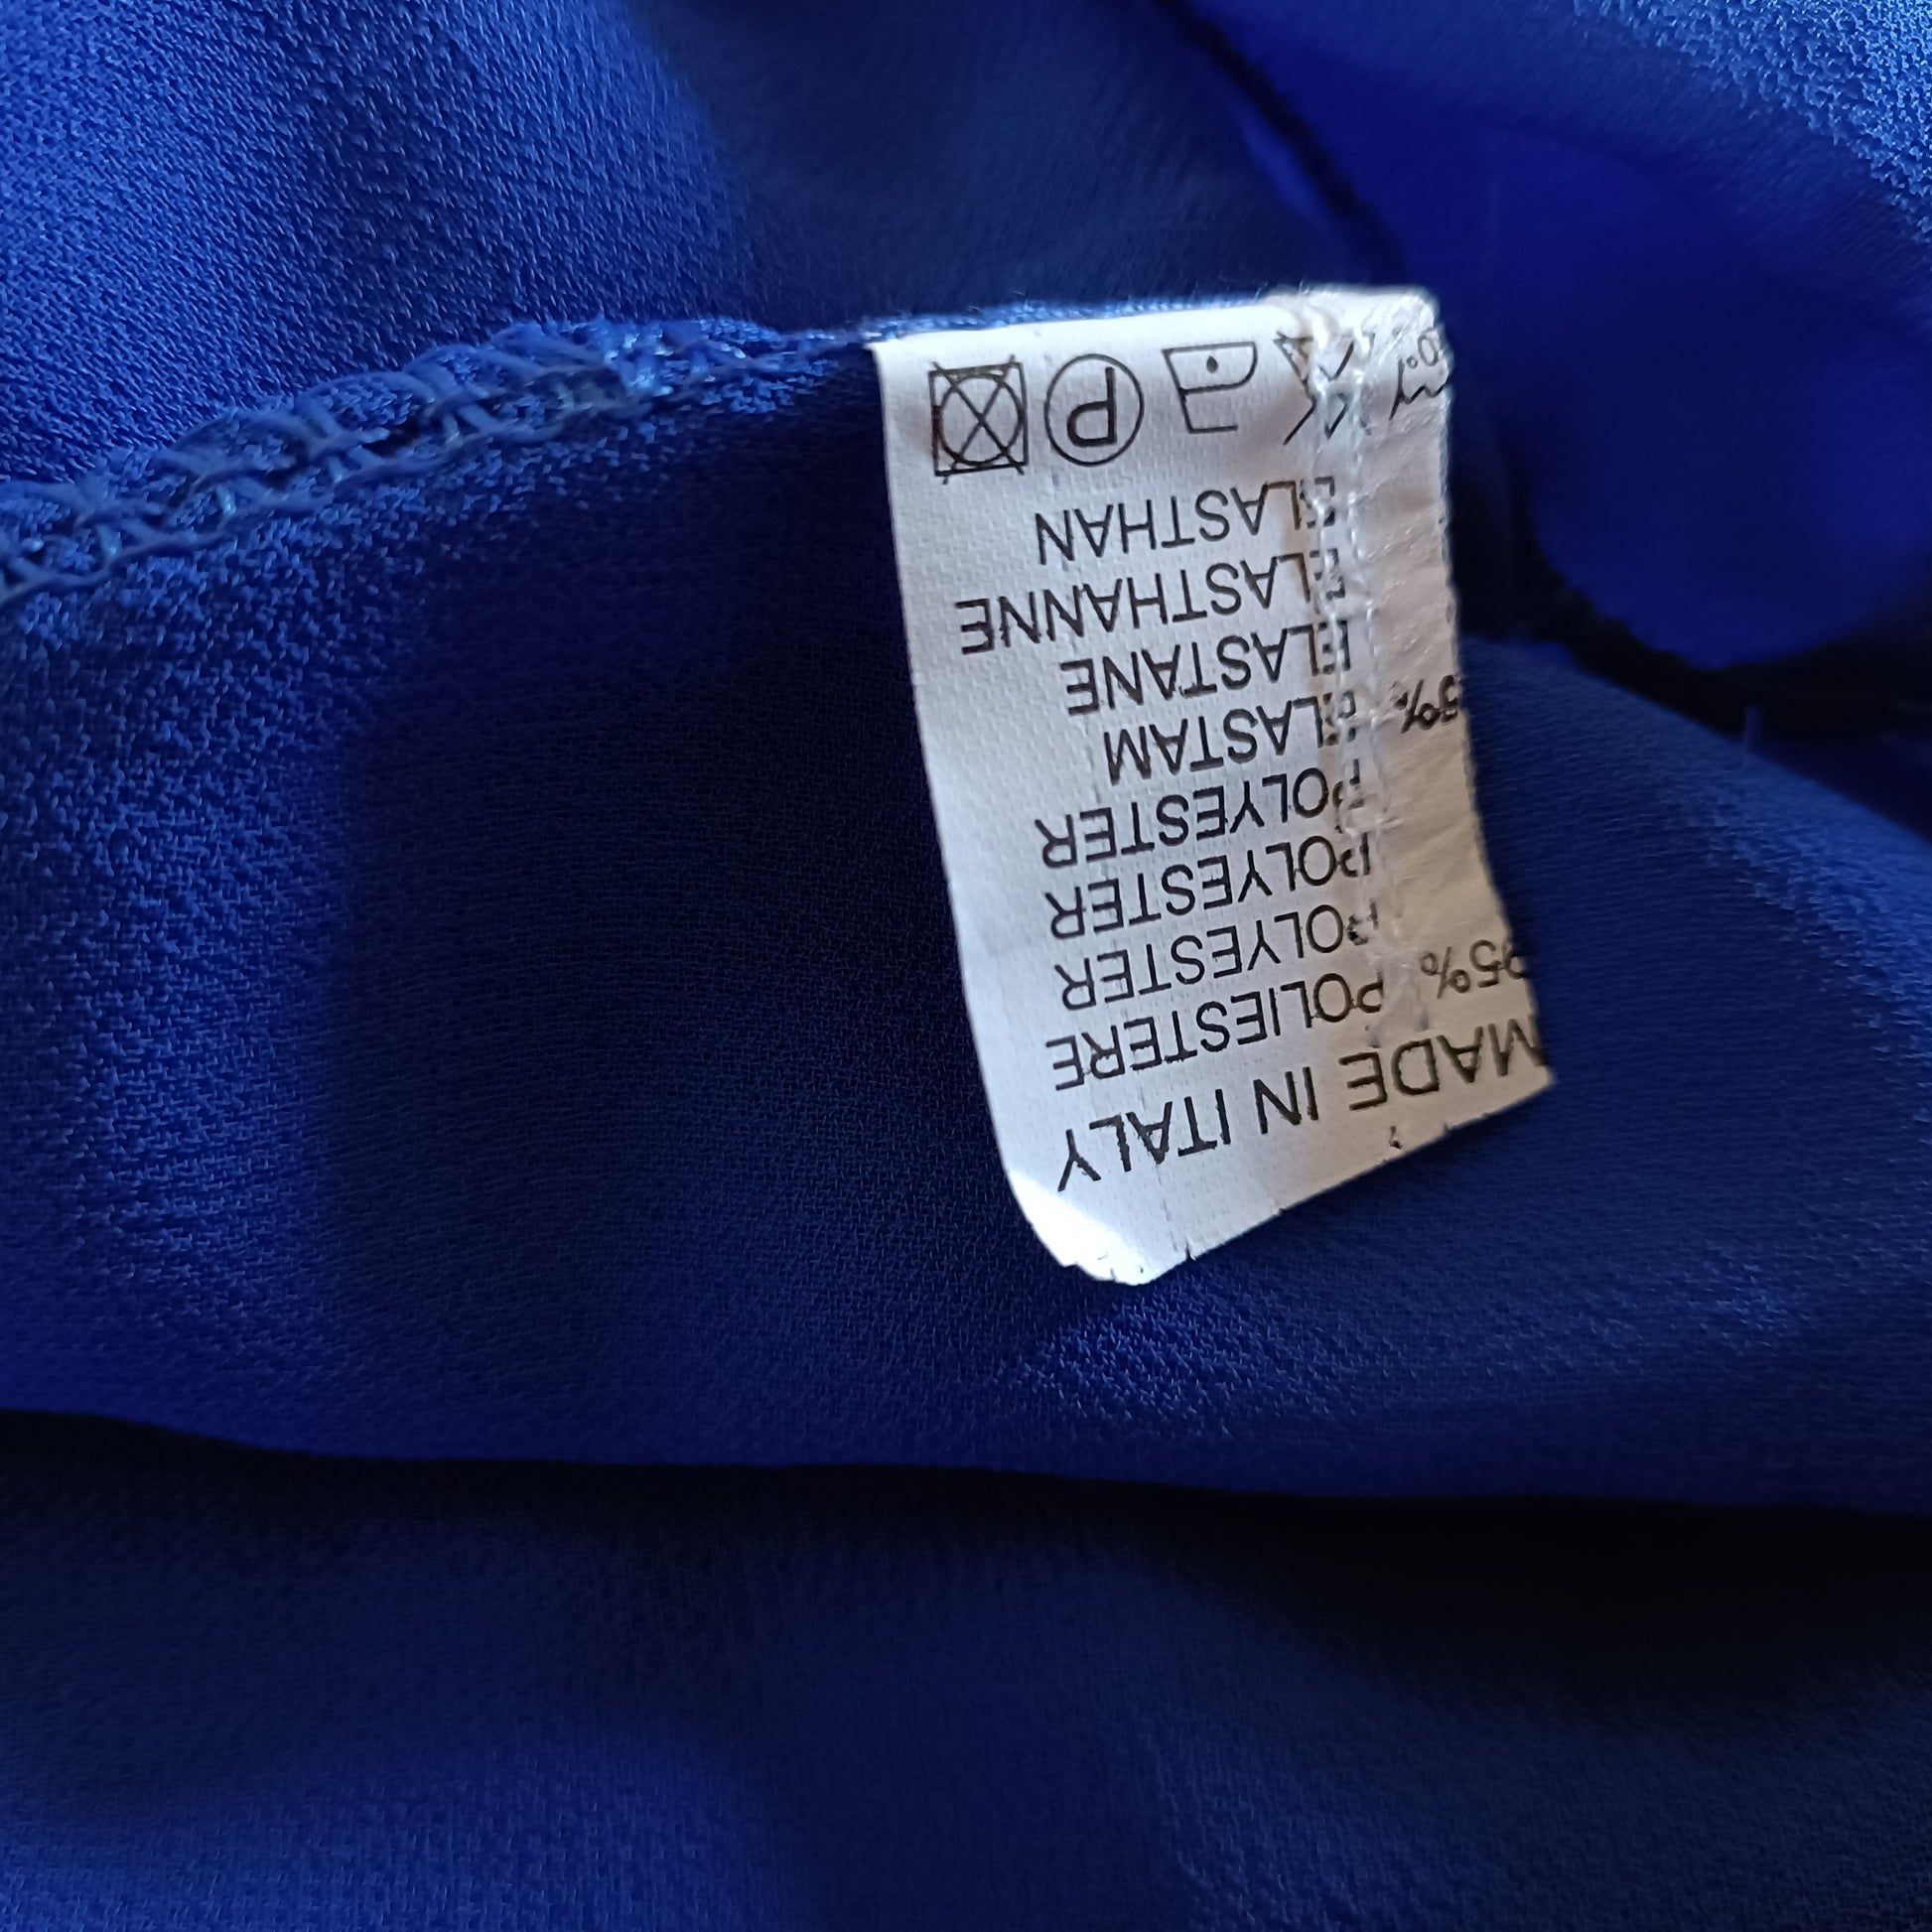 MADE IN ITALY
95% POLIESTERE
POLYESTER
POLYESTER
POLYESTER
5% ELASTAM
ELASTANE
ELASTHANNE
ELASTHAN
P